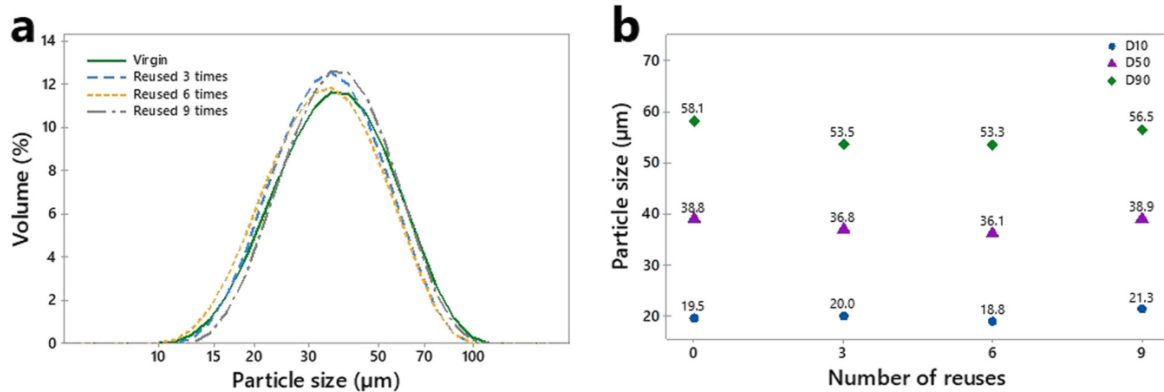 a
14
12
10
8
6
4
2
0
Volume (%)
Virgin
Reused 3 times
Reused 6 times
Reused 9 times
10 15 20 30 50 70 100
Particle size (µm)
b
70
60
50
40
30
20
Particle size (µm)
D10
D50
D90
58.1 53.5 53.3 56.5
38.8 36.8 36.1 38.9
19.5 20.0 18.8 21.3
0 3 6 9
Number of reuses